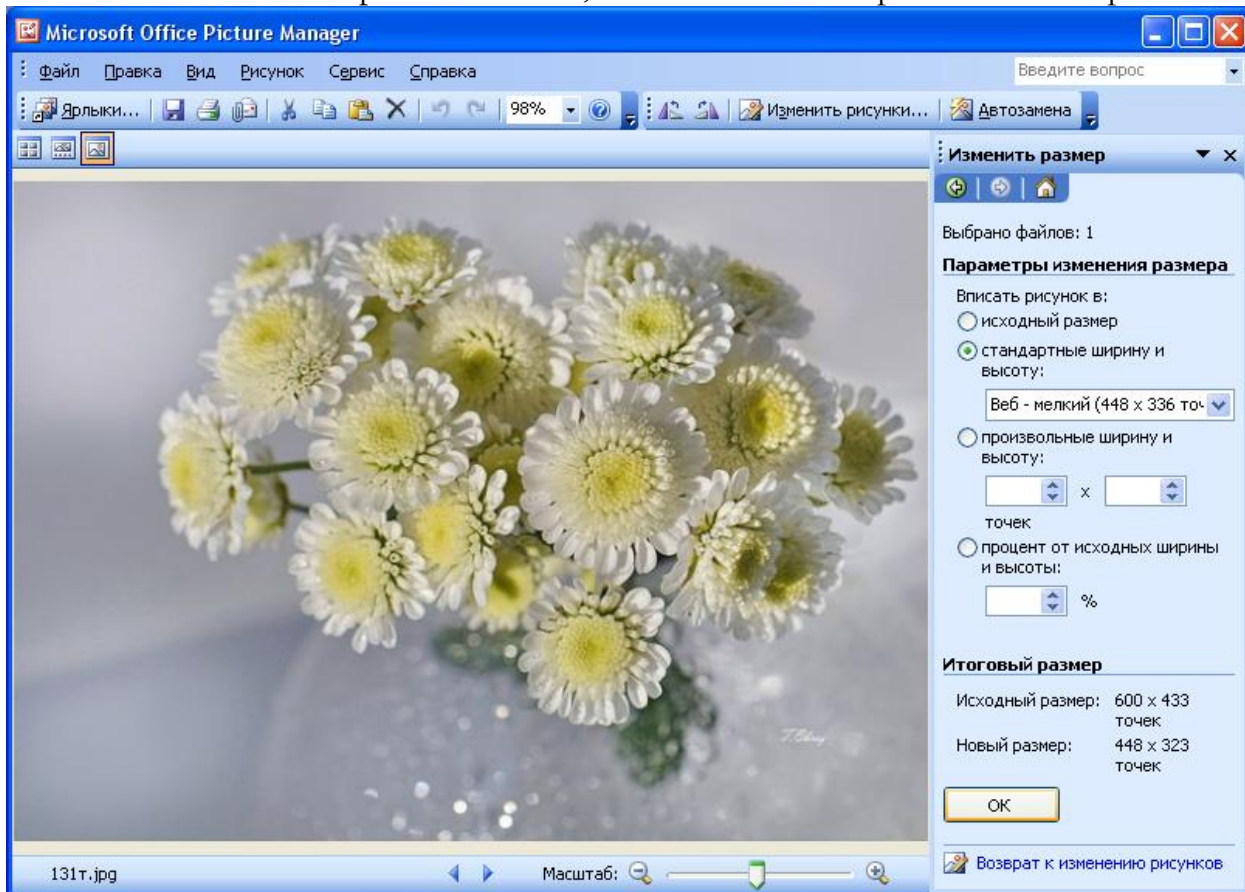 Microsoft Office Picture Manager
Файл Правка Вид Рисунок Сервис Справка Введите вопрос
Ярлыки... 98% Изменить рисунки... Автозамена
Изменить размер
Выбрано файлов: 1
Параметры изменения размера
Вписать рисунок в:
исходный размер
стандартные ширину и
высоту:
Веб - мелкий (448 x 336 точ
произвольные ширину и
высоту:
x
точек
процент от исходных ширины
и высоты:
%
Итоговый размер
Исходный размер: 600 x 433
точек
Новый размер: 448 x 323
точек
ОК
Возврат к изменению рисунков
131т.jpg Масштаб: